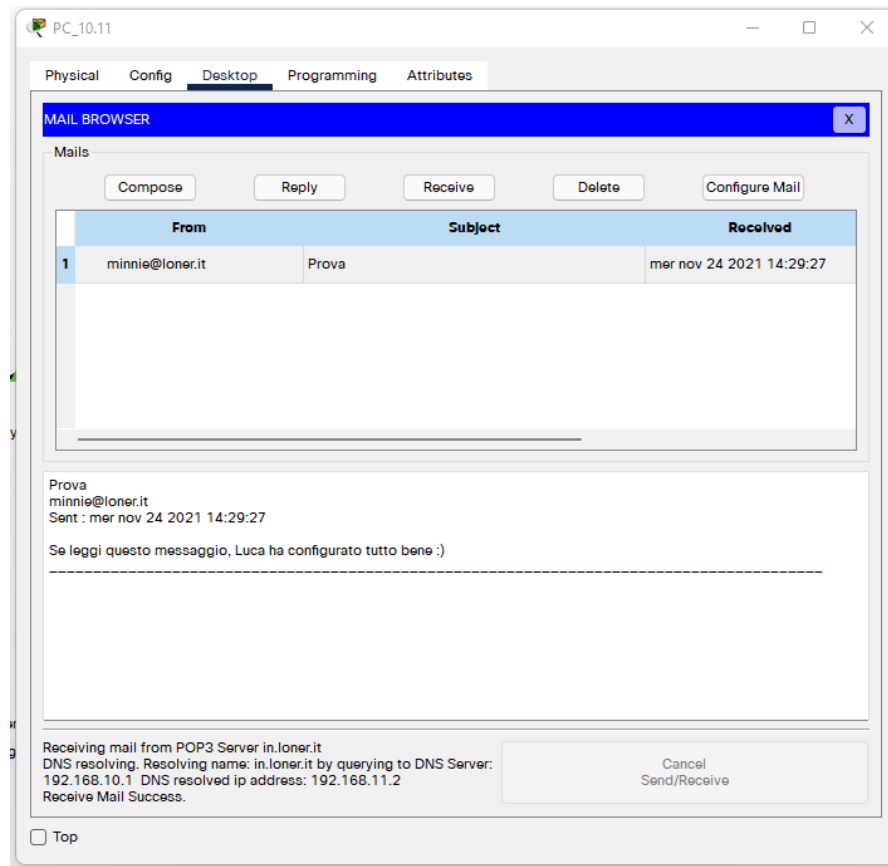 PC_10.11
Physical Config Desktop Programming Attributes
MAIL BROWSER X
Mails
Compose Reply Receive Delete Configure Mail
From Subject Received
1 minnie@loner.it Prova mer nov 24 2021 14:29:27
Prova
minnie@loner.it
Sent : mer nov 24 2021 14:29:27
Se leggi questo messaggio, Luca ha configurato tutto bene :)
Receiving mail from POP3 Server in.loner.it
DNS resolving. Resolving name: in.loner.it by querying to DNS Server:
192.168.10.1 DNS resolved ip address: 192.168.11.2
Receive Mail Success.
Cancel
Send/Receive
Top